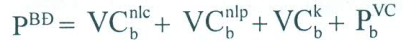 P^BĐ = VC_b^nlc + VC_b^nlp + VC_b^k + P_b^VC